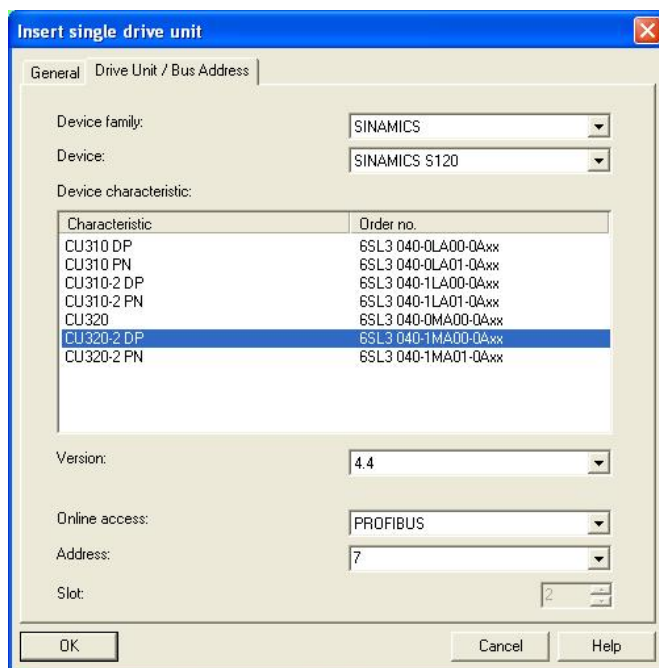 Insert single drive unit
General Drive Unit / Bus Address
Device family: SINAMICS
Device: SINAMICS S120
Device characteristic:
Characteristic Order no.
CU310 DP 6SL3 040-0LA00-0Axx
CU310 PN 6SL3 040-0LA01-0Axx
CU310-2 DP 6SL3 040-1LA00-0Axx
CU310-2 PN 6SL3 040-1LA01-0Axx
CU320 6SL3 040-0MA00-0Axx
CU320-2 DP 6SL3 040-1MA00-0Axx
CU320-2 PN 6SL3 040-1MA01-0Axx
Version: 4.4
Online access: PROFIBUS
Address: 7
Slot: 2
OK Cancel Help